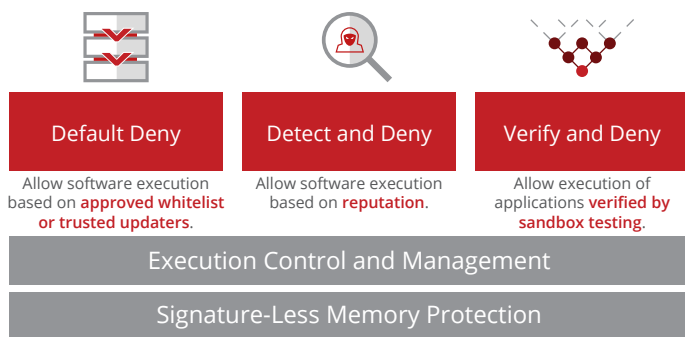 Default Deny
Allow software execution
based on approved whitelist
or trusted updaters.
Detect and Deny
Allow software execution
based on reputation.
Verify and Deny
Allow execution of
applications verified by
sandbox testing.
Execution Control and Management
Signature-Less Memory Protection